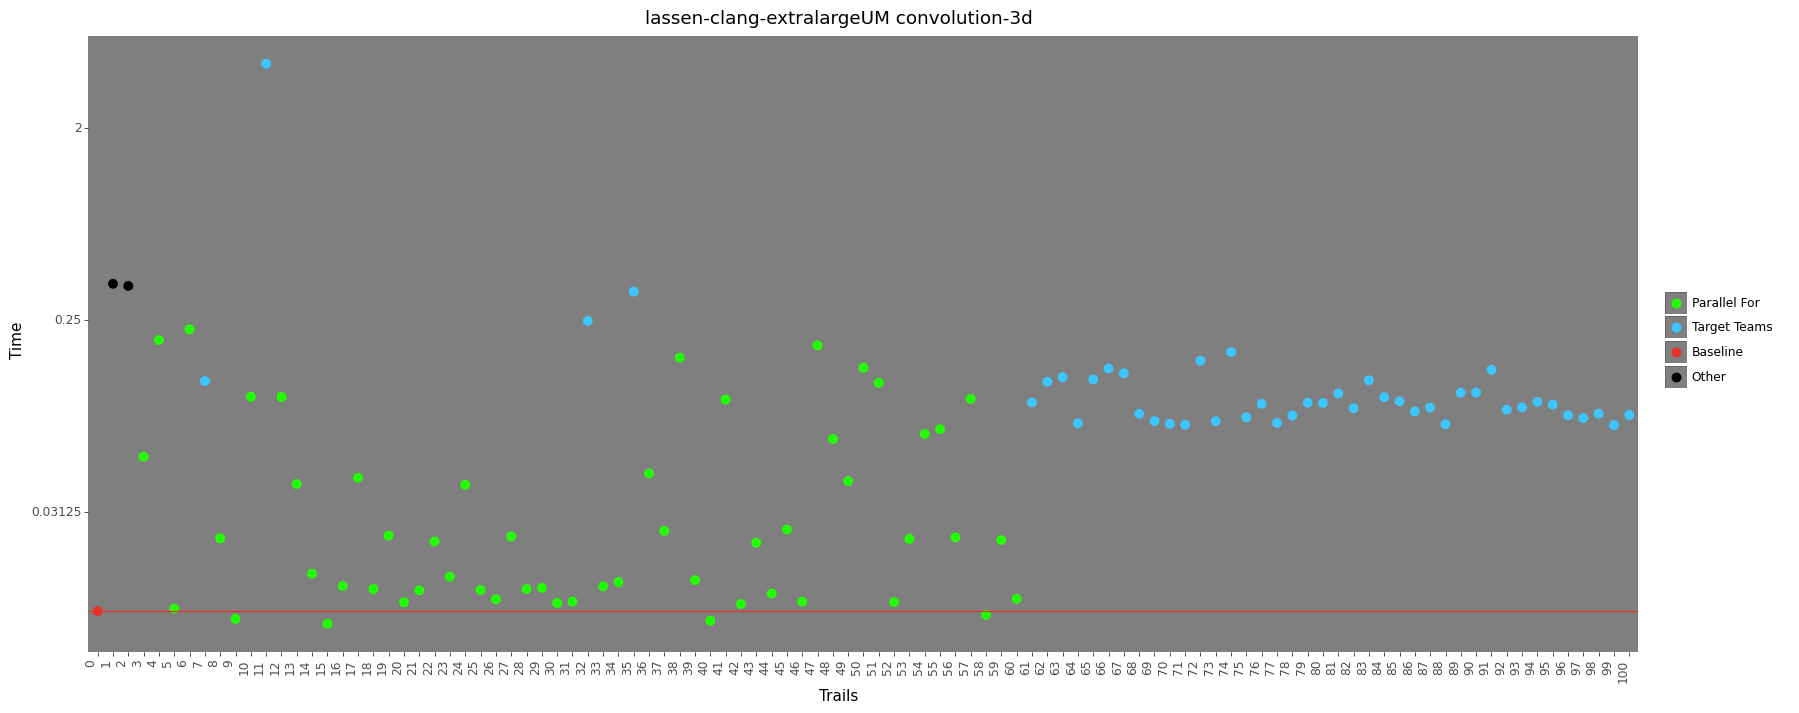 lassen-clang-extralargeUM convolution-3d
Time
2
0.25
0.03125
0 1 2 3 4 5 6 7 8 9 10 11 12 13 14 15 16 17 18 19 20 21 22 23 24 25 26 27 28 29 30 31 32 33 34 35 36 37 38 39 40 41 42 43 44 45 46 47 48 49 50 51 52 53 54 55 56 57 58 59 60 61 62 63 64 65 66 67 68 69 70 71 72 73 74 75 76 77 78 79 80 81 82 83 84 85 86 87 88 89 90 91 92 93 94 95 96 97 98 99 100
Trails
Parallel For
Target Teams
Baseline
Other